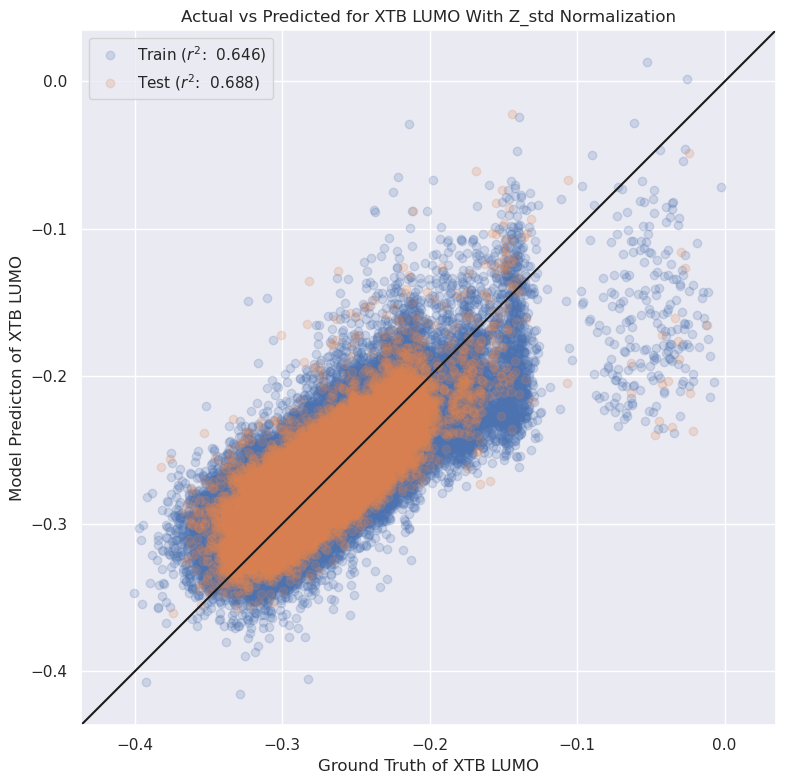 Actual vs Predicted for XTB LUMO With Z_std Normalization
Train (r²: 0.646)
Test (r²: 0.688)
0.0
−0.1
−0.2
−0.3
−0.4
Model Predicton of XTB LUMO
−0.4 −0.3 −0.2 −0.1 0.0
Ground Truth of XTB LUMO